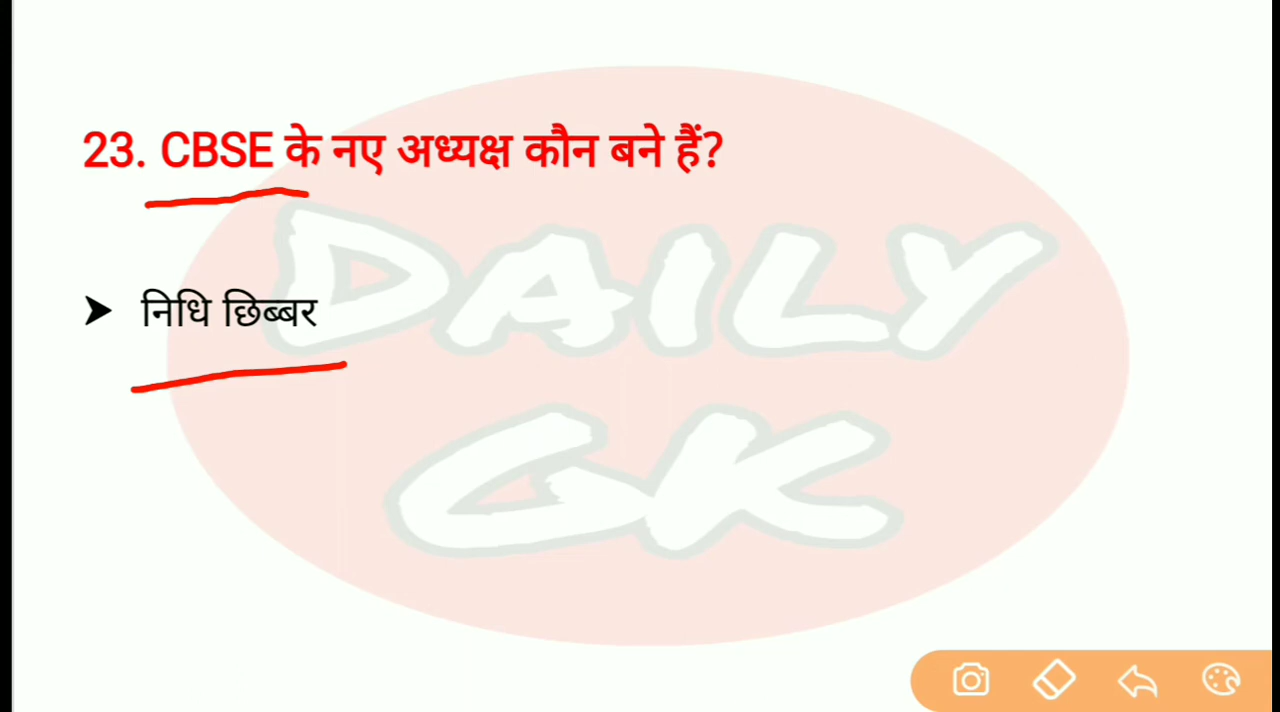 23. CBSE के नए अध्यक्ष कौन बने हैं?
➤ निधि छिब्बर
DAILY
GK